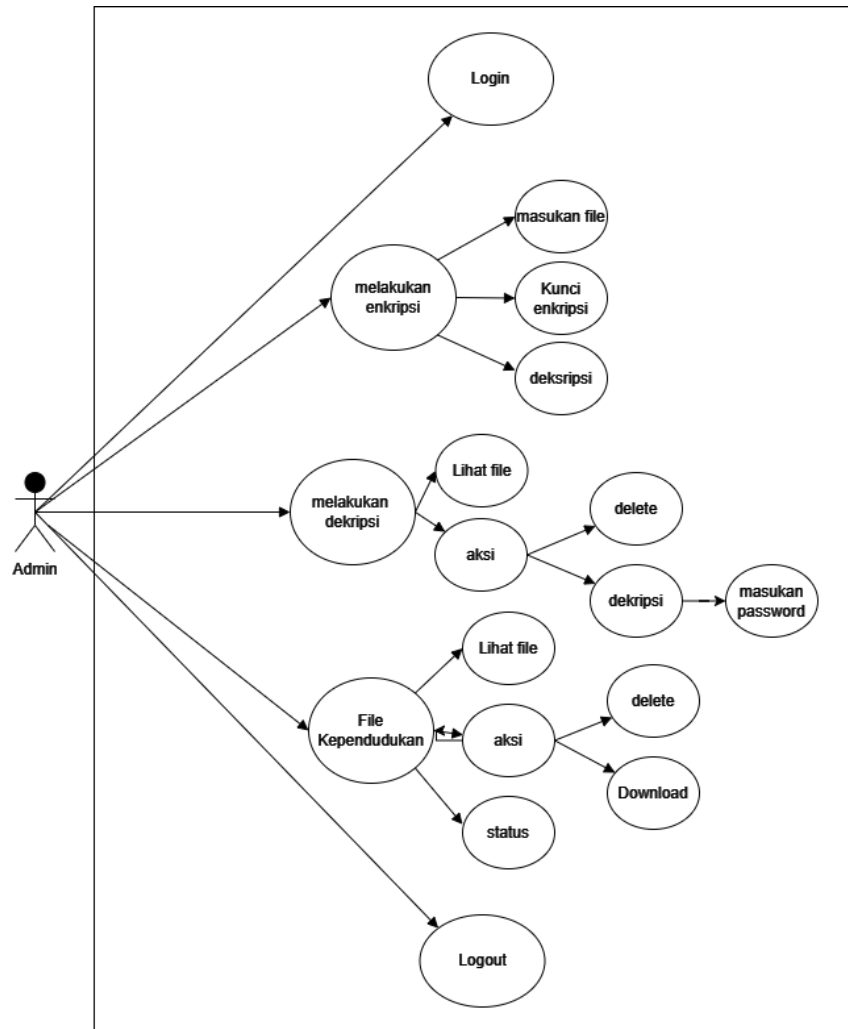 Login
masukan file
melakukan
enkripsi
Kunci
enkripsi
deksripsi
Lihat file
melakukan
dekripsi
delete
aksi
Admin
dekripsi
masukan
password
Lihat file
File
Kependudukan
aksi
delete
Download
status
Logout